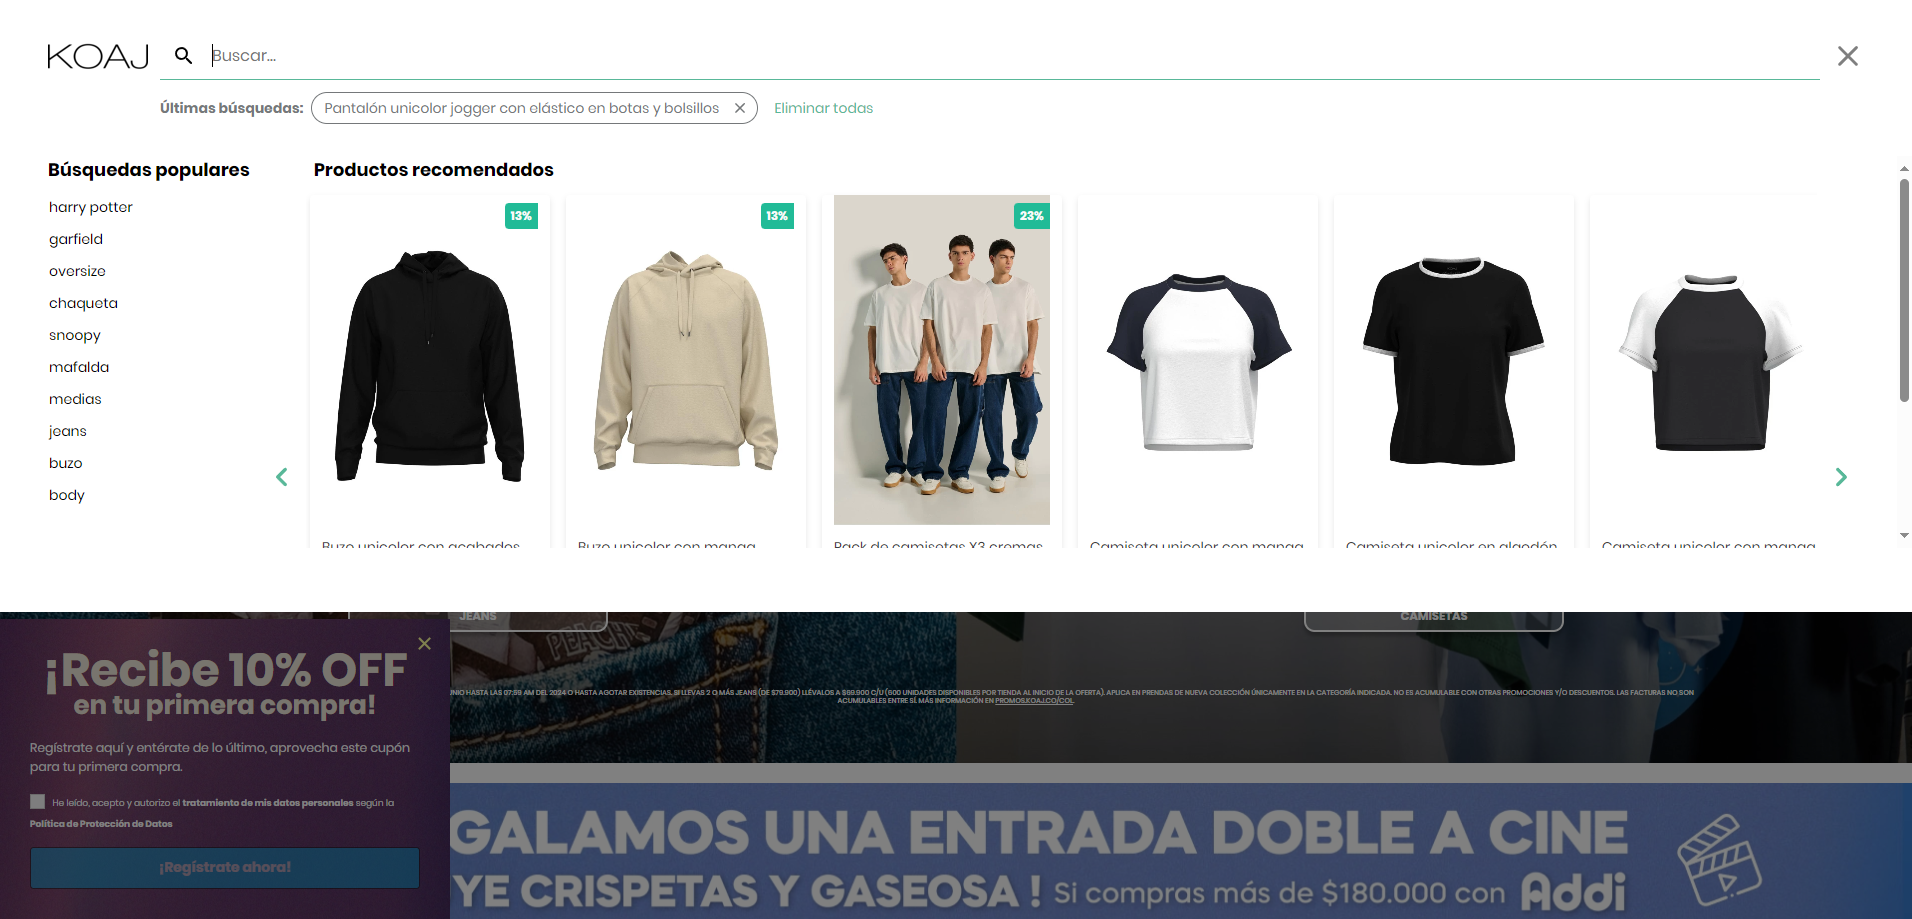 KOAJ
Buscar...
Últimas búsquedas:
Pantalón unicolor jogger con elástico en botas y bolsillos
Eliminar todas
Búsquedas populares
harry potter
garfield
oversize
chaqueta
snoopy
mafalda
medias
jeans
buzo
body
Productos recomendados
13%
13%
23%
Buzo unicolor con acabados
Buzo unicolor con manga
Pack de camisetas X3 cremas
Camiseta unicolor con manga
Camiseta unicolor en algodón
Camiseta unicolor con manga
JEANS
CAMISETAS
¡Recibe 10% OFF
en tu primera compra!
Regístrate aquí y entérate de lo último, aprovecha este cupón
para tu primera compra.
He leído, acepto y autorizo el tratamiento de mis datos personales según la
Política de Protección de Datos
¡Regístrate ahora!
UNIO HASTA LAS 07:59 AM DEL 2024 O HASTA AGOTAR EXISTENCIAS. SI LLEVAS 2 O MÁS JEANS (DE $79.900) LLÉVALOS A $69.900 C/U (600 UNIDADES DISPONIBLES POR TIENDA AL INICIO DE LA OFERTA). APLICA EN PRENDAS DE NUEVA COLECCIÓN ÚNICAMENTE EN LA CATEGORÍA INDICADA. NO ES ACUMULABLE CON OTRAS PROMOCIONES Y/O DESCUENTOS. LAS FACTURAS NO SON
ACUMULABLES ENTRE SÍ. MÁS INFORMACIÓN EN PROMOS.KOAJ.CO/COL
GALAMOS UNA ENTRADA DOBLE A CINE
YE CRISPETAS Y GASEOSA ! Si compras más de $180.000 con Addi